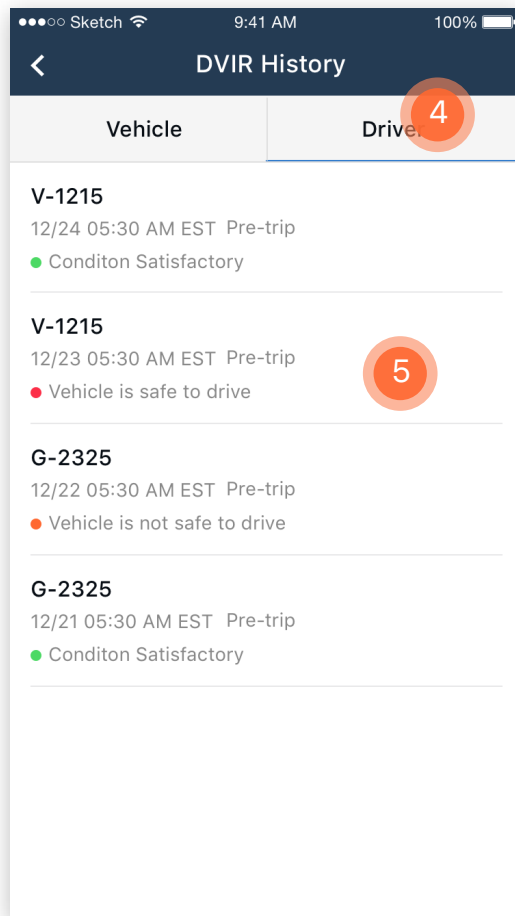 Sketch 9:41 AM 100%
DVIR History
Vehicle Driver 4
V-1215
12/24 05:30 AM EST Pre-trip
Conditon Satisfactory
V-1215
12/23 05:30 AM EST Pre-trip
5
Vehicle is safe to drive
G-2325
12/22 05:30 AM EST Pre-trip
Vehicle is not safe to drive
G-2325
12/21 05:30 AM EST Pre-trip
Conditon Satisfactory